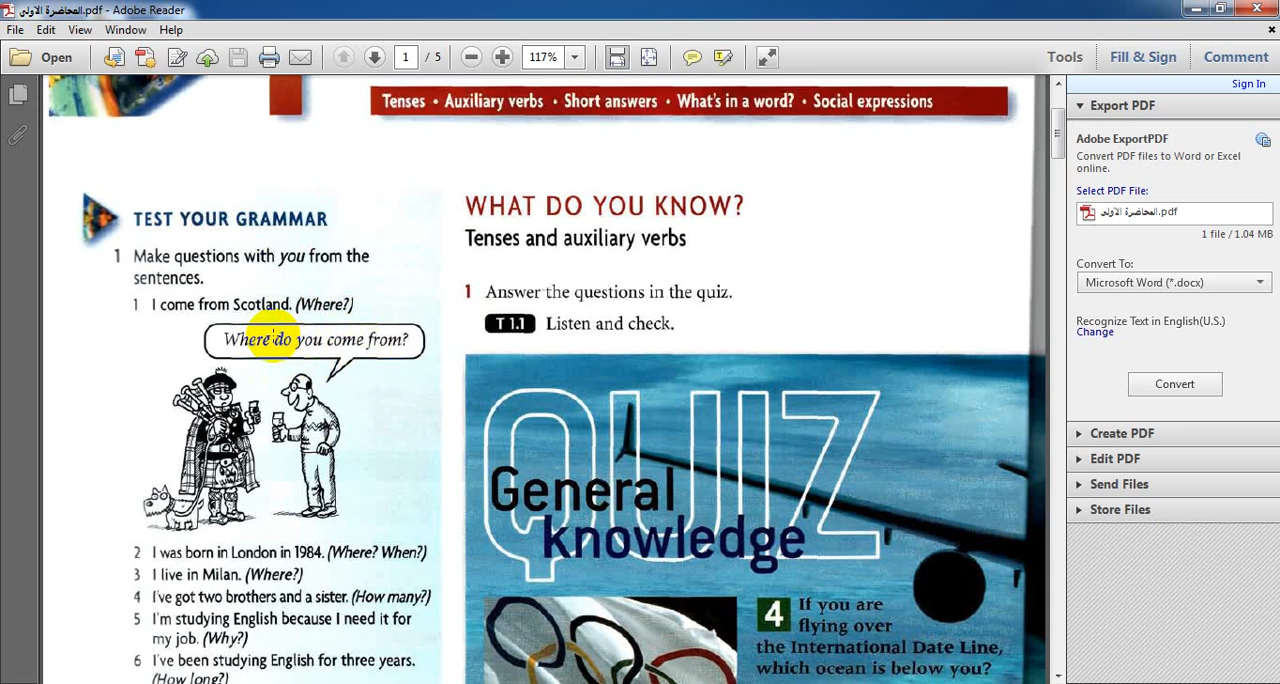 المحاضرة الاولى.pdf - Adobe Reader
File Edit View Window Help
Open 1 / 5 117% Tools Fill & Sign Comment
Tenses • Auxiliary verbs • Short answers • What's in a word? • Social expressions
TEST YOUR GRAMMAR
1 Make questions with you from the
sentences.
1 I come from Scotland. (Where?)
Where do you come from?
2 I was born in London in 1984. (Where? When?)
3 I live in Milan. (Where?)
4 I've got two brothers and a sister. (How many?)
5 I'm studying English because I need it for
my job. (Why?)
6 I've been studying English for three years.
(How long?)
WHAT DO YOU KNOW?
Tenses and auxiliary verbs
1 Answer the questions in the quiz.
T 1.1 Listen and check.
QUIZ
General
knowledge
4 If you are
flying over
the International Date Line,
which ocean is below you?
Sign In
Export PDF
Adobe ExportPDF
Convert PDF files to Word or Excel
online.
Select PDF File:
المحاضرة الاولى.pdf
1 file / 1.04 MB
Convert To:
Microsoft Word (*.docx)
Recognize Text in English(U.S.)
Change
Convert
Create PDF
Edit PDF
Send Files
Store Files